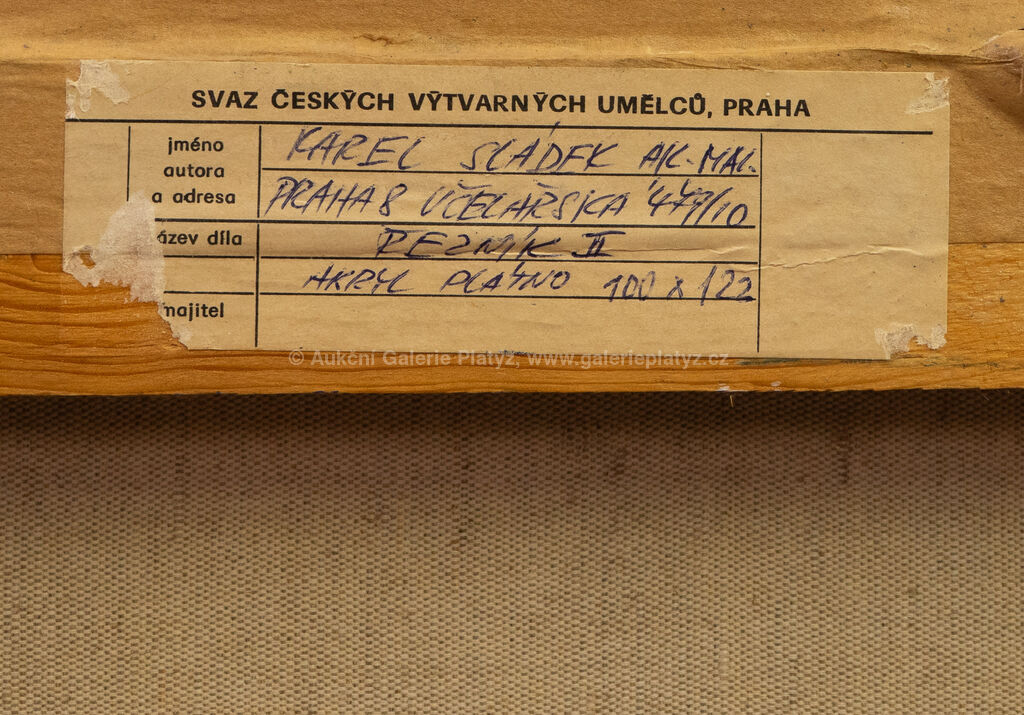 SVAZ ČESKÝCH VÝTVARNÝCH UMĚLCŮ, PRAHA
jméno
autora
a adresa
KAREL SLÁDEK AK. MAL.
PRAHA 8 VČELAŘSKÁ 479/10
ázev díla
ŘEZNÍK II
AKRYL PLÁTNO 100 x 122
majitel
© Aukční Galerie Platýz, www.galerieplatyz.cz